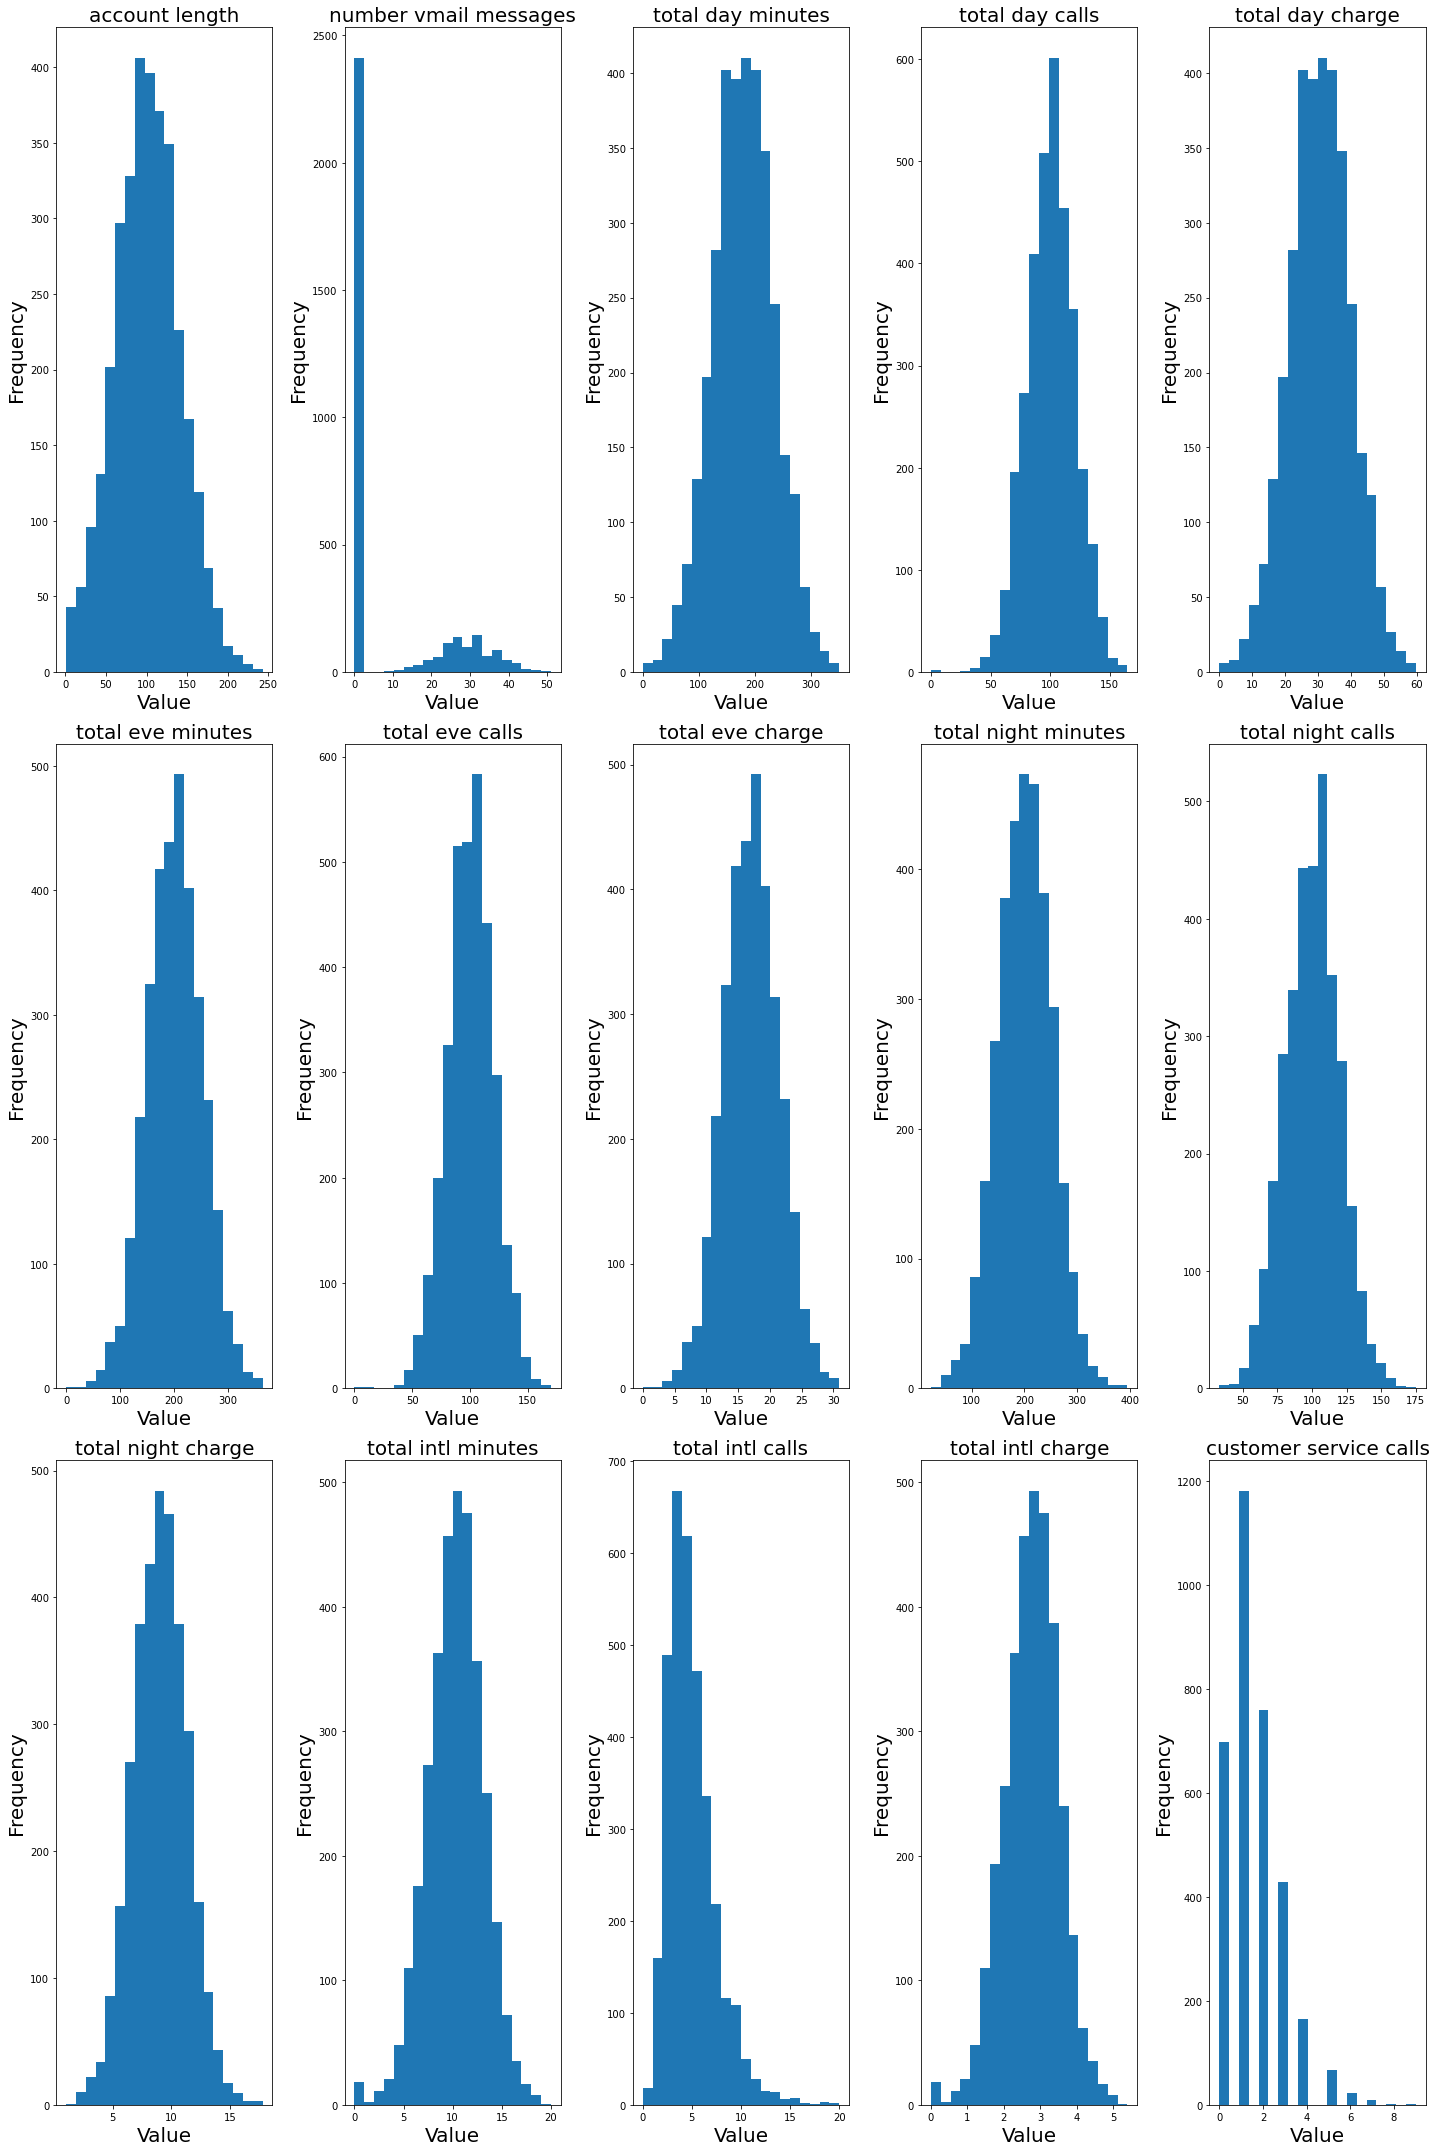 account length
number vmail messages
total day minutes
total day calls
total day charge
Frequency
400
350
300
250
200
150
100
50
0
0 50 100 150 200 250
Value
Frequency
2500
2000
1500
1000
500
0
0 10 20 30 40 50
Value
Frequency
400
350
300
250
200
150
100
50
0
0 100 200 300
Value
Frequency
600
500
400
300
200
100
0
0 50 100 150
Value
Frequency
400
350
300
250
200
150
100
50
0
0 10 20 30 40 50 60
Value
total eve minutes
total eve calls
total eve charge
total night minutes
total night calls
Frequency
500
400
300
200
100
0
0 100 200 300
Value
Frequency
600
500
400
300
200
100
0
0 50 100 150
Value
Frequency
500
400
300
200
100
0
0 5 10 15 20 25 30
Value
Frequency
400
300
200
100
0
100 200 300 400
Value
Frequency
500
400
300
200
100
0
50 75 100 125 150 175
Value
total night charge
total intl minutes
total intl calls
total intl charge
customer service calls
Frequency
500
400
300
200
100
0
5 10 15
Value
Frequency
500
400
300
200
100
0
0 5 10 15 20
Value
Frequency
700
600
500
400
300
200
100
0
0 5 10 15 20
Value
Frequency
500
400
300
200
100
0
0 1 2 3 4 5
Value
Frequency
1200
1000
800
600
400
200
0
0 2 4 6 8
Value